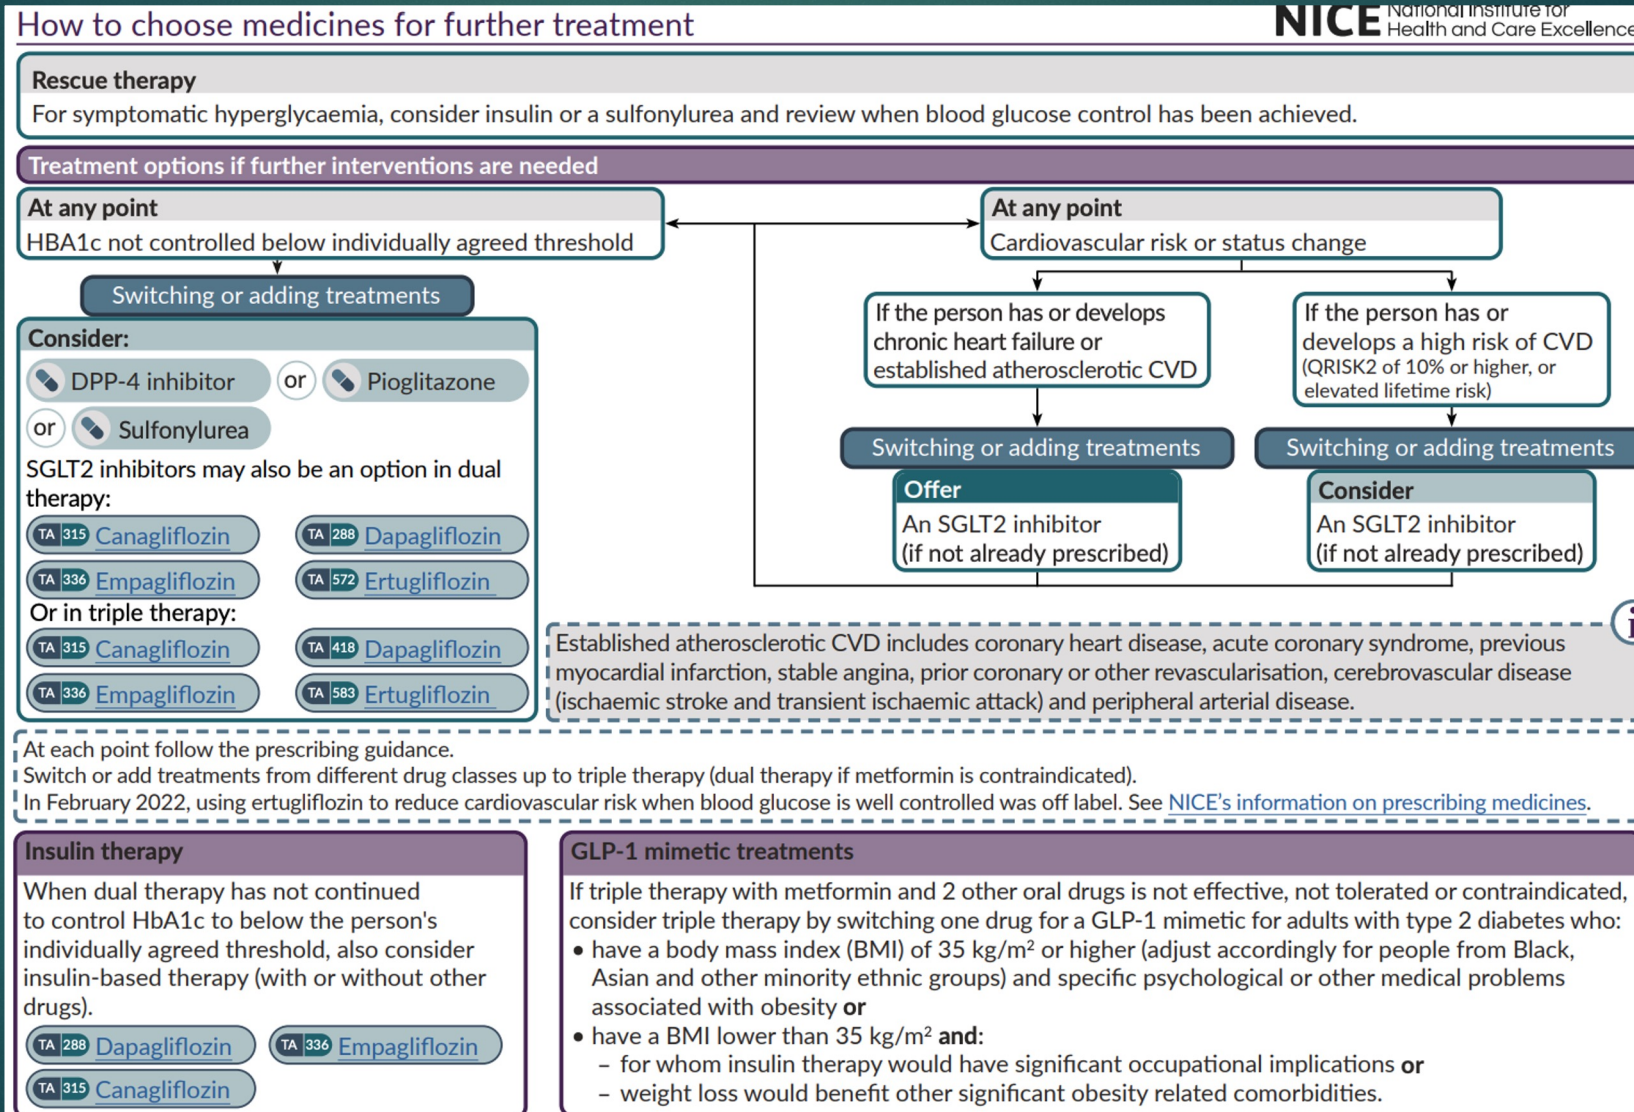 How to choose medicines for further treatment
NICE National Institute for
Health and Care Excellence
Rescue therapy
For symptomatic hyperglycaemia, consider insulin or a sulfonylurea and review when blood glucose control has been achieved.
Treatment options if further interventions are needed
At any point
HBA1c not controlled below individually agreed threshold
Switching or adding treatments
Consider:
DPP-4 inhibitor or Pioglitazone
or Sulfonylurea
SGLT2 inhibitors may also be an option in dual
therapy:
TA 315 Canagliflozin TA 288 Dapagliflozin
TA 336 Empagliflozin TA 572 Ertugliflozin
Or in triple therapy:
TA 315 Canagliflozin TA 418 Dapagliflozin
TA 336 Empagliflozin TA 583 Ertugliflozin
At any point
Cardiovascular risk or status change
If the person has or develops
chronic heart failure or
established atherosclerotic CVD
Switching or adding treatments
Offer
An SGLT2 inhibitor
(if not already prescribed)
If the person has or
develops a high risk of CVD
(QRISK2 of 10% or higher, or
elevated lifetime risk)
Switching or adding treatments
Consider
An SGLT2 inhibitor
(if not already prescribed)
i
Established atherosclerotic CVD includes coronary heart disease, acute coronary syndrome, previous
myocardial infarction, stable angina, prior coronary or other revascularisation, cerebrovascular disease
(ischaemic stroke and transient ischaemic attack) and peripheral arterial disease.
At each point follow the prescribing guidance.
Switch or add treatments from different drug classes up to triple therapy (dual therapy if metformin is contraindicated).
In February 2022, using ertugliflozin to reduce cardiovascular risk when blood glucose is well controlled was off label. See NICE's information on prescribing medicines.
Insulin therapy
When dual therapy has not continued
to control HbA1c to below the person's
individually agreed threshold, also consider
insulin-based therapy (with or without other
drugs).
TA 288 Dapagliflozin TA 336 Empagliflozin
TA 315 Canagliflozin
GLP-1 mimetic treatments
If triple therapy with metformin and 2 other oral drugs is not effective, not tolerated or contraindicated,
consider triple therapy by switching one drug for a GLP-1 mimetic for adults with type 2 diabetes who:
• have a body mass index (BMI) of 35 kg/m² or higher (adjust accordingly for people from Black,
Asian and other minority ethnic groups) and specific psychological or other medical problems
associated with obesity or
• have a BMI lower than 35 kg/m² and:
– for whom insulin therapy would have significant occupational implications or
– weight loss would benefit other significant obesity related comorbidities.